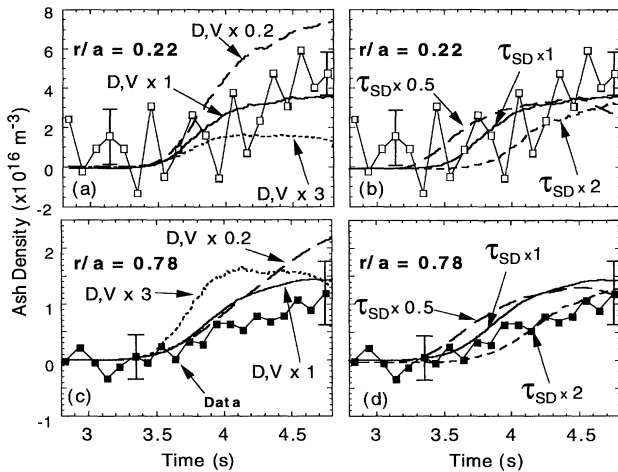 8
6
4
2
0
-2
r/a = 0.22
D,V x 0.2
D,V x 1
D,V x 3
(a)
r/a = 0.22
τSD x 0.5
τSD x 1
τSD x 2
(b)
Ash Density (x10^16 m^-3)
2
1
0
-1
r/a = 0.78
D,V x 0.2
D,V x 3
D,V x 1
Data
(c)
r/a = 0.78
τSD x 1
τSD x 0.5
τSD x 2
(d)
3 3.5 4 4.5
3 3.5 4 4.5
Time (s)
Time (s)